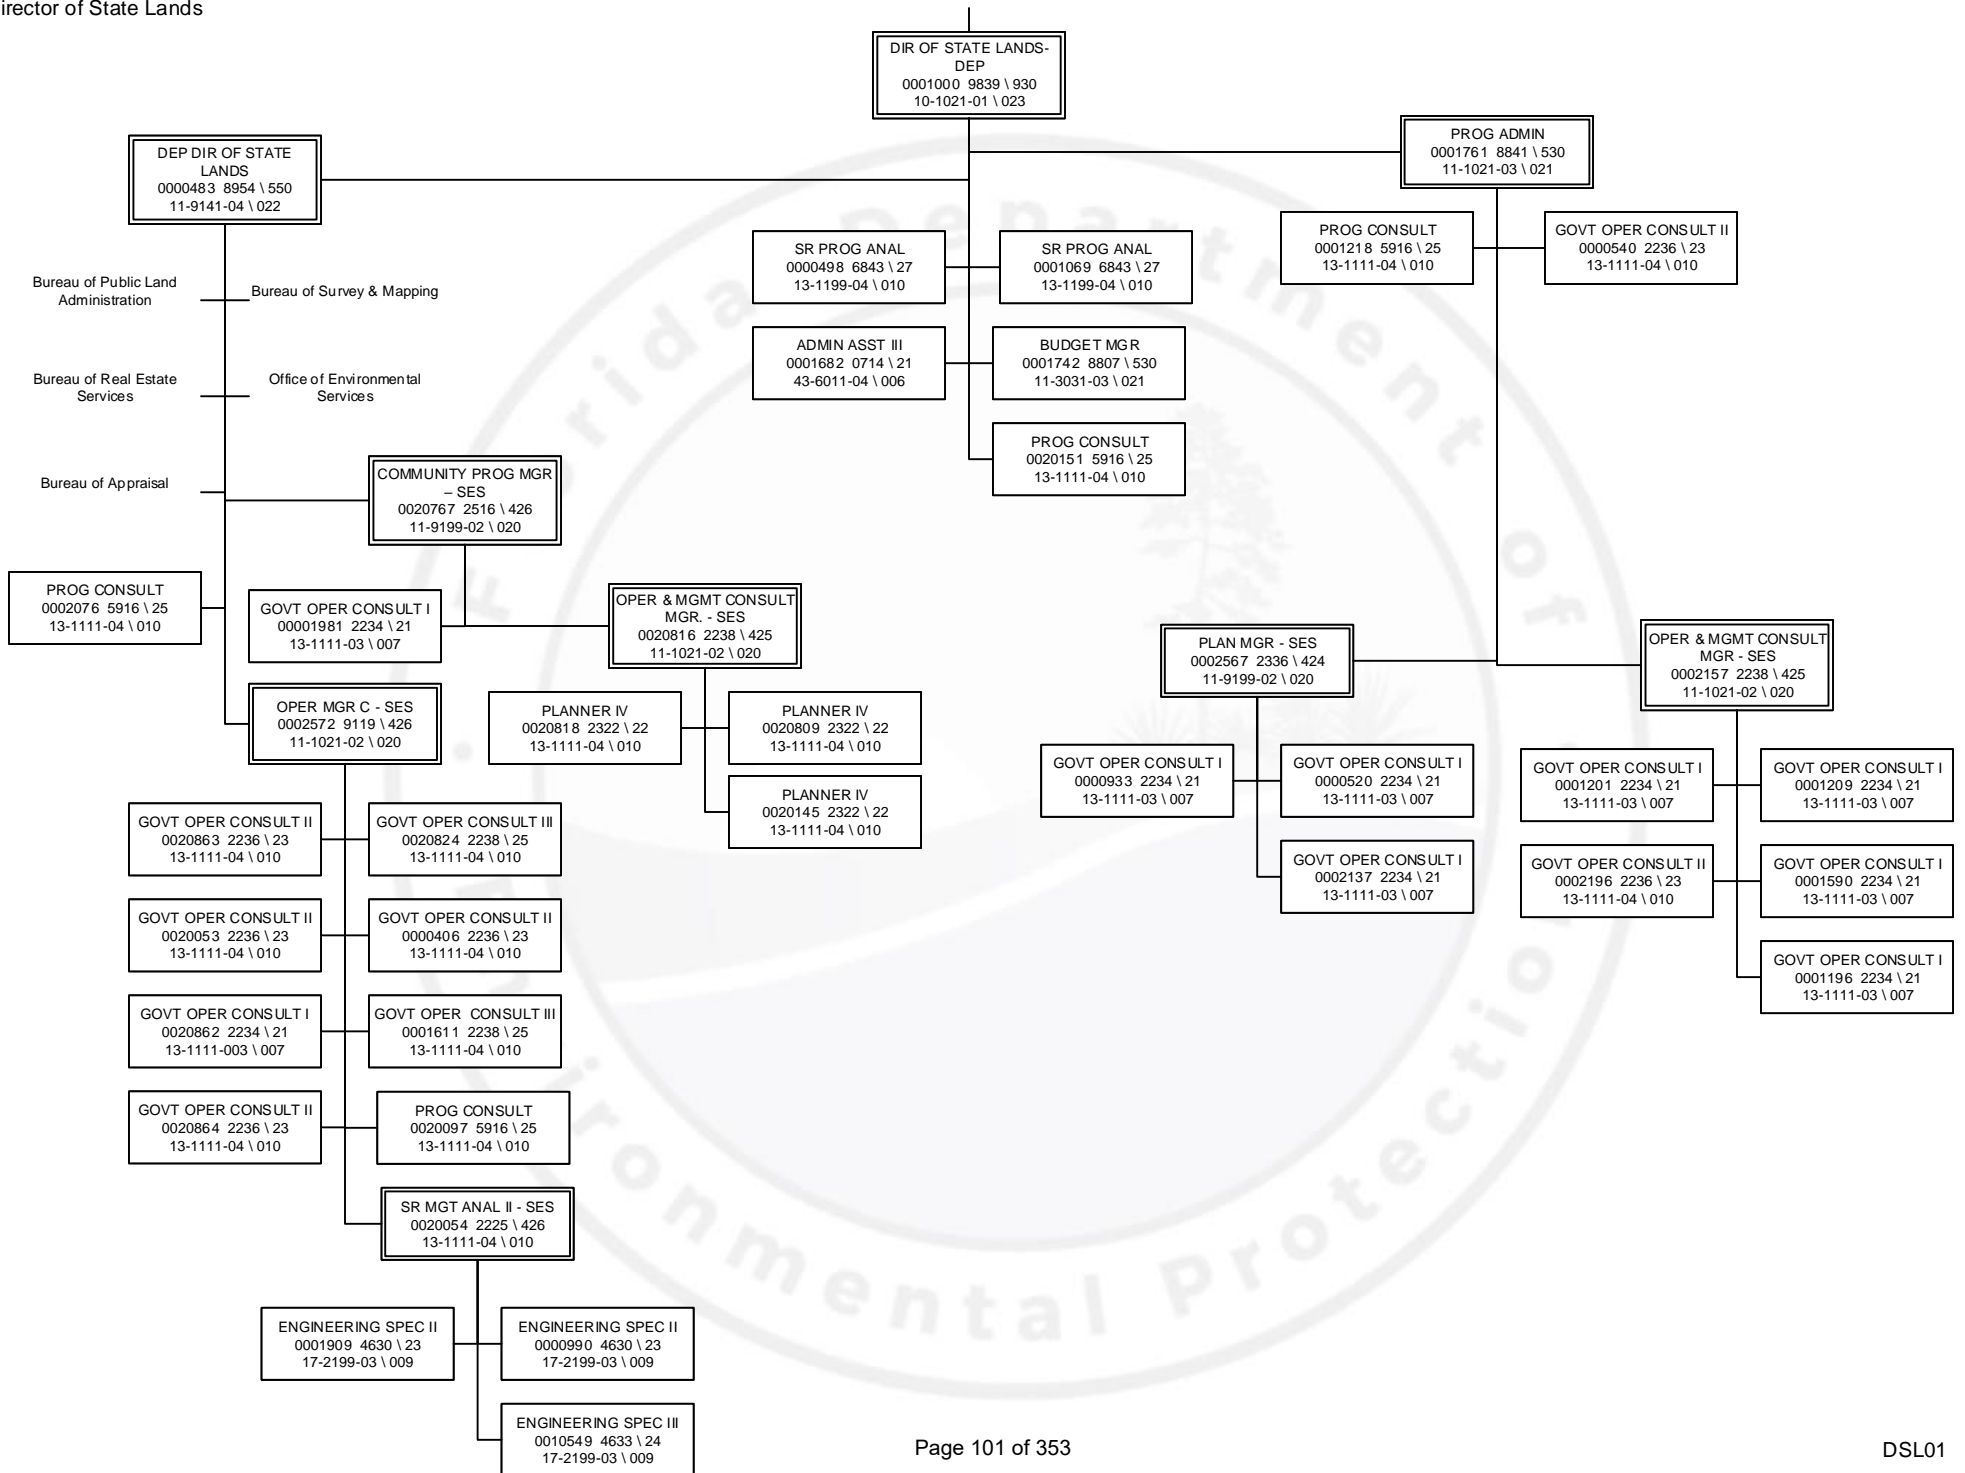 irector of State Lands
DIR OF STATE LANDS-
DEP
0001000 9839 \ 930
10-1021-01 \ 023
DEP DIR OF STATE
LANDS
0000483 8954 \ 550
11-9141-04 \ 022
PROG ADMIN
0001761 8841 \ 530
11-1021-03 \ 021
SR PROG ANAL
0000498 6843 \ 27
13-1199-04 \ 010
SR PROG ANAL
0001069 6843 \ 27
13-1199-04 \ 010
PROG CONSULT
0001218 5916 \ 25
13-1111-04 \ 010
GOVT OPER CONSULT II
0000540 2236 \ 23
13-1111-04 \ 010
Bureau of Public Land
Administration
Bureau of Survey & Mapping
ADMIN ASST III
0001682 0714 \ 21
43-6011-04 \ 006
BUDGET MGR
0001742 8807 \ 530
11-3031-03 \ 021
Bureau of Real Estate
Services
Office of Environmental
Services
PROG CONSULT
0020151 5916 \ 25
13-1111-04 \ 010
Bureau of Appraisal
COMMUNITY PROG MGR
– SES
0020767 2516 \ 426
11-9199-02 \ 020
PROG CONSULT
0002076 5916 \ 25
13-1111-04 \ 010
GOVT OPER CONSULT I
00001981 2234 \ 21
13-1111-03 \ 007
OPER & MGMT CONSULT
MGR. - SES
0020816 2238 \ 425
11-1021-02 \ 020
PLAN MGR - SES
0002567 2336 \ 424
11-9199-02 \ 020
OPER & MGMT CONSULT
MGR - SES
0002157 2238 \ 425
11-1021-02 \ 020
OPER MGR C - SES
0002572 9119 \ 426
11-1021-02 \ 020
PLANNER IV
0020818 2322 \ 22
13-1111-04 \ 010
PLANNER IV
0020809 2322 \ 22
13-1111-04 \ 010
PLANNER IV
0020145 2322 \ 22
13-1111-04 \ 010
GOVT OPER CONSULT I
0000933 2234 \ 21
13-1111-03 \ 007
GOVT OPER CONSULT I
0000520 2234 \ 21
13-1111-03 \ 007
GOVT OPER CONSULT I
0002137 2234 \ 21
13-1111-03 \ 007
GOVT OPER CONSULT I
0001201 2234 \ 21
13-1111-03 \ 007
GOVT OPER CONSULT I
0001209 2234 \ 21
13-1111-03 \ 007
GOVT OPER CONSULT II
0002196 2236 \ 23
13-1111-04 \ 010
GOVT OPER CONSULT I
0001590 2234 \ 21
13-1111-03 \ 007
GOVT OPER CONSULT I
0001196 2234 \ 21
13-1111-03 \ 007
GOVT OPER CONSULT II
0020863 2236 \ 23
13-1111-04 \ 010
GOVT OPER CONSULT III
0020824 2238 \ 25
13-1111-04 \ 010
GOVT OPER CONSULT II
0020053 2236 \ 23
13-1111-04 \ 010
GOVT OPER CONSULT II
0000406 2236 \ 23
13-1111-04 \ 010
GOVT OPER CONSULT I
0020862 2234 \ 21
13-1111-003 \ 007
GOVT OPER CONSULT III
0001611 2238 \ 25
13-1111-04 \ 010
GOVT OPER CONSULT II
0020864 2236 \ 23
13-1111-04 \ 010
PROG CONSULT
0020097 5916 \ 25
13-1111-04 \ 010
SR MGT ANAL II - SES
0020054 2225 \ 426
13-1111-04 \ 010
ENGINEERING SPEC II
0001909 4630 \ 23
17-2199-03 \ 009
ENGINEERING SPEC II
0000990 4630 \ 23
17-2199-03 \ 009
ENGINEERING SPEC III
0010549 4633 \ 24
17-2199-03 \ 009
Florida Department of
Environmental Protection
Page 101 of 353
DSL01